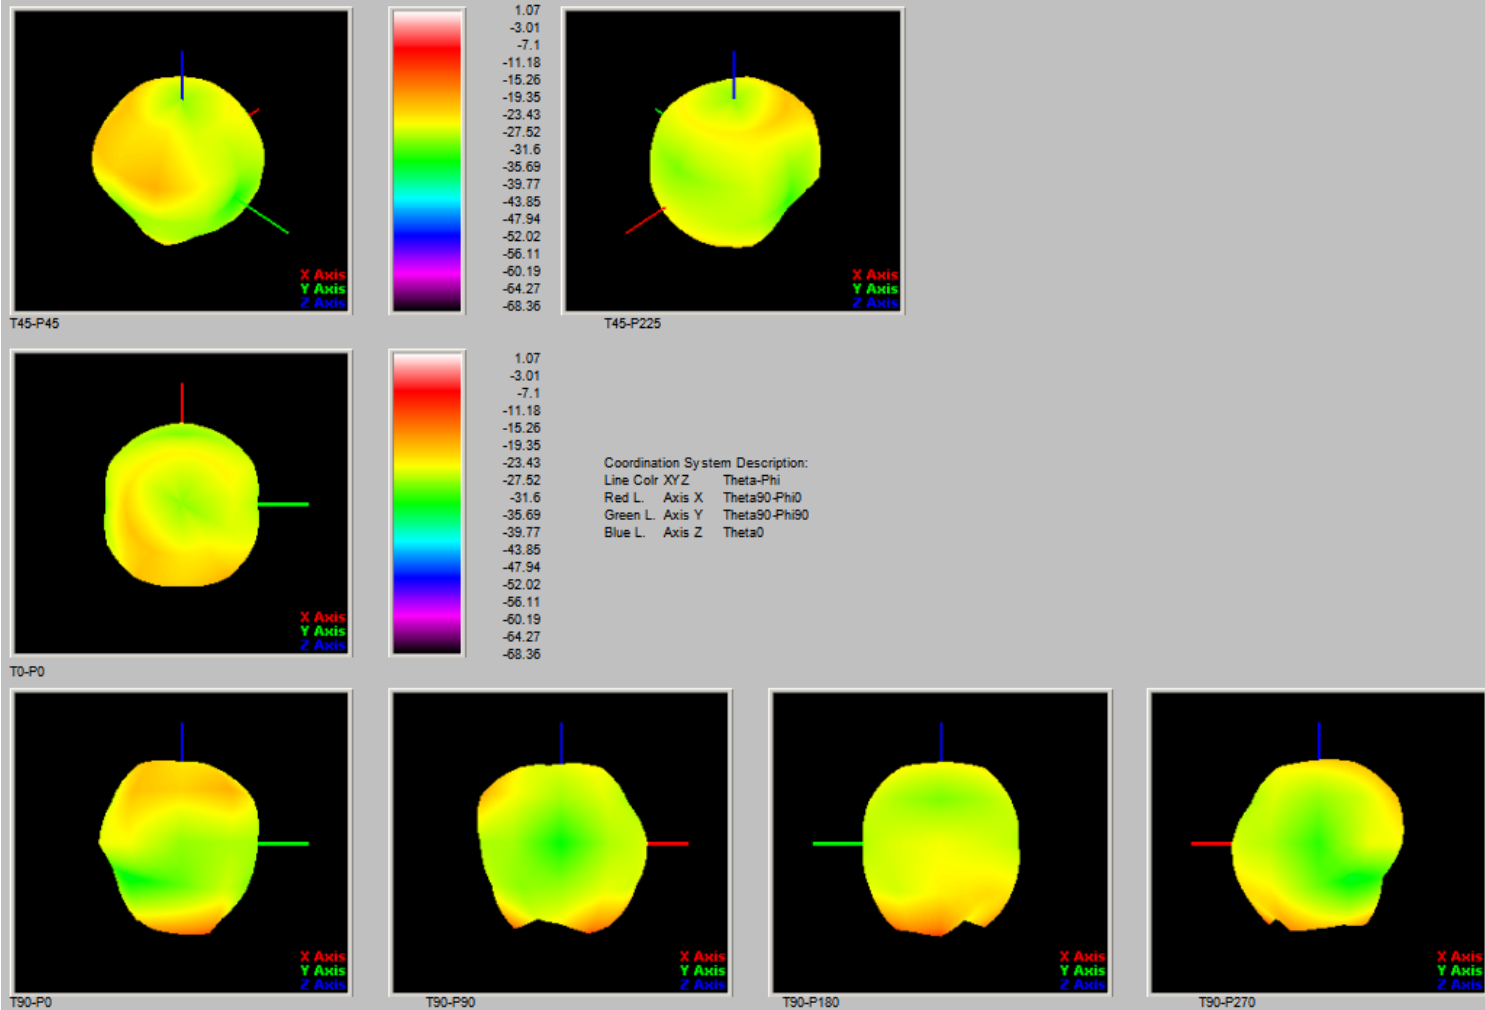 1.07
-3.01
-7.1
-11.18
-15.26
-19.35
-23.43
-27.52
-31.6
-35.69
-39.77
-43.85
-47.94
-52.02
-56.11
-60.19
-64.27
-68.36
X Axis
Y Axis
Z Axis
X Axis
Y Axis
Z Axis
T45-P45
T45-P225
1.07
-3.01
-7.1
-11.18
-15.26
-19.35
-23.43
-27.52
-31.6
-35.69
-39.77
-43.85
-47.94
-52.02
-56.11
-60.19
-64.27
-68.36
Coordination System Description:
Line Colr XYZ Theta-Phi
Red L. Axis X Theta90-Phi0
Green L. Axis Y Theta90-Phi90
Blue L. Axis Z Theta0
X Axis
Y Axis
Z Axis
T0-P0
X Axis
Y Axis
Z Axis
X Axis
Y Axis
Z Axis
X Axis
Y Axis
Z Axis
X Axis
Y Axis
Z Axis
T90-P0
T90-P90
T90-P180
T90-P270